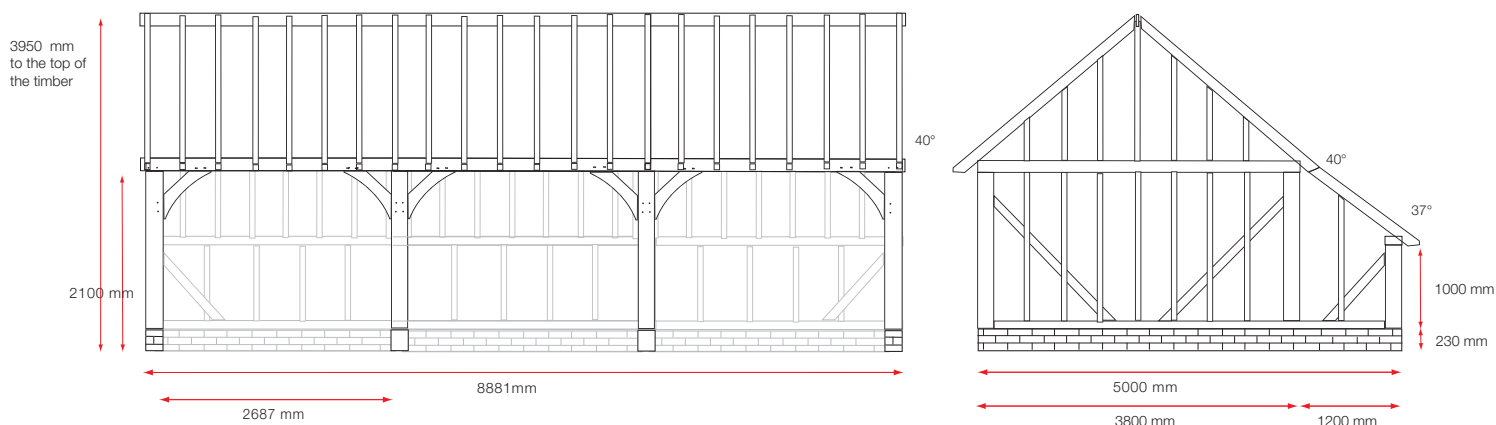 3950 mm
to the top of
the timber
2100 mm
8881mm
2687 mm
40°
40°
37°
1000 mm
230 mm
5000 mm
3800 mm
1200 mm